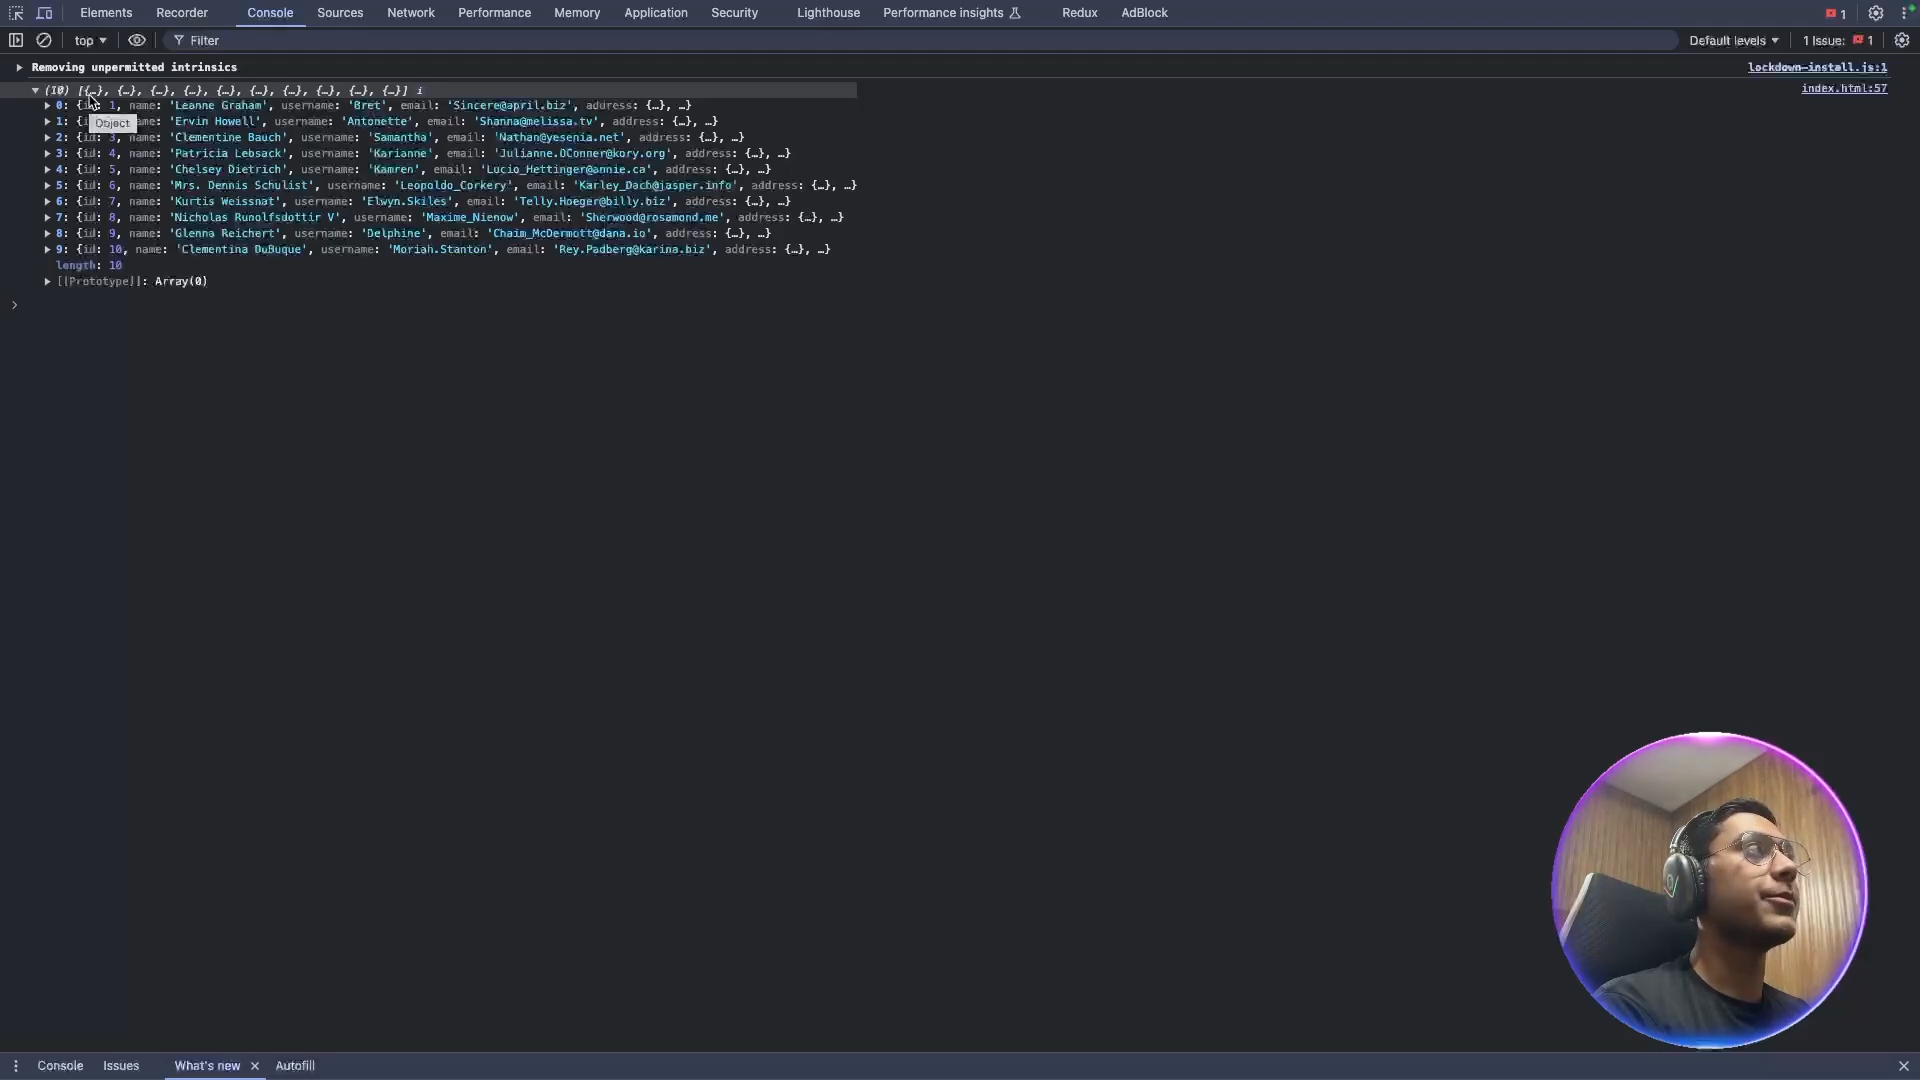 Elements Recorder Console Sources Network Performance Memory Application Security Lighthouse Performance insights Redux AdBlock 1
top Filter Default levels 1 Issue: 1
Removing unpermitted intrinsics lockdown-install.js:1
(10) [{…}, {…}, {…}, {…}, {…}, {…}, {…}, {…}, {…}, {…}] i index.html:57
0: {id: 1, name: 'Leanne Graham', username: 'Bret', email: 'Sincere@april.biz', address: {…}, …}
Object
1: { name: 'Ervin Howell', username: 'Antonette', email: 'Shanna@melissa.tv', address: {…}, …}
2: {id: 3, name: 'Clementine Bauch', username: 'Samantha', email: 'Nathan@yesenia.net', address: {…}, …}
3: {id: 4, name: 'Patricia Lebsack', username: 'Karianne', email: 'Julianne.OConner@kory.org', address: {…}, …}
4: {id: 5, name: 'Chelsey Dietrich', username: 'Kamren', email: 'Lucio_Hettinger@annie.ca', address: {…}, …}
5: {id: 6, name: 'Mrs. Dennis Schulist', username: 'Leopoldo_Corkery', email: 'Karley_Dach@jasper.info', address: {…}, …}
6: {id: 7, name: 'Kurtis Weissnat', username: 'Elwyn.Skiles', email: 'Telly.Hoeger@billy.biz', address: {…}, …}
7: {id: 8, name: 'Nicholas Runolfsdottir V', username: 'Maxime_Nienow', email: 'Sherwood@rosamond.me', address: {…}, …}
8: {id: 9, name: 'Glenna Reichert', username: 'Delphine', email: 'Chaim_McDermott@dana.io', address: {…}, …}
9: {id: 10, name: 'Clementina DuBuque', username: 'Moriah.Stanton', email: 'Rey.Padberg@karina.biz', address: {…}, …}
length: 10
[[Prototype]]: Array(0)
Console Issues What's new Autofill